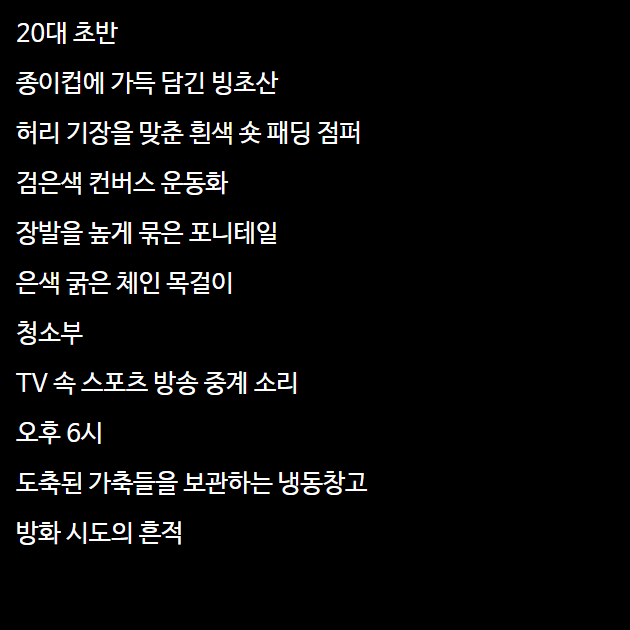 20대 초반
종이컵에 가득 담긴 빙초산
허리 기장을 맞춘 흰색 숏 패딩 점퍼
검은색 컨버스 운동화
장발을 높게 묶은 포니테일
은색 굵은 체인 목걸이
청소부
TV 속 스포츠 방송 중계 소리
오후 6시
도축된 가축들을 보관하는 냉동창고
방화 시도의 흔적